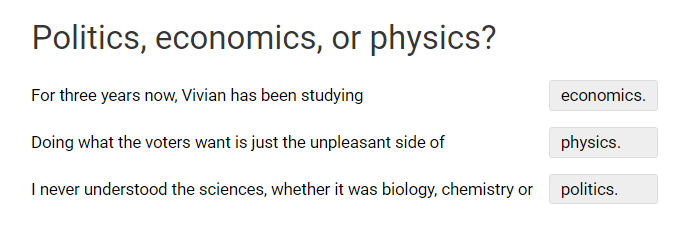 Politics, economics, or physics?
For three years now, Vivian has been studying economics.
Doing what the voters want is just the unpleasant side of physics.
I never understood the sciences, whether it was biology, chemistry or politics.